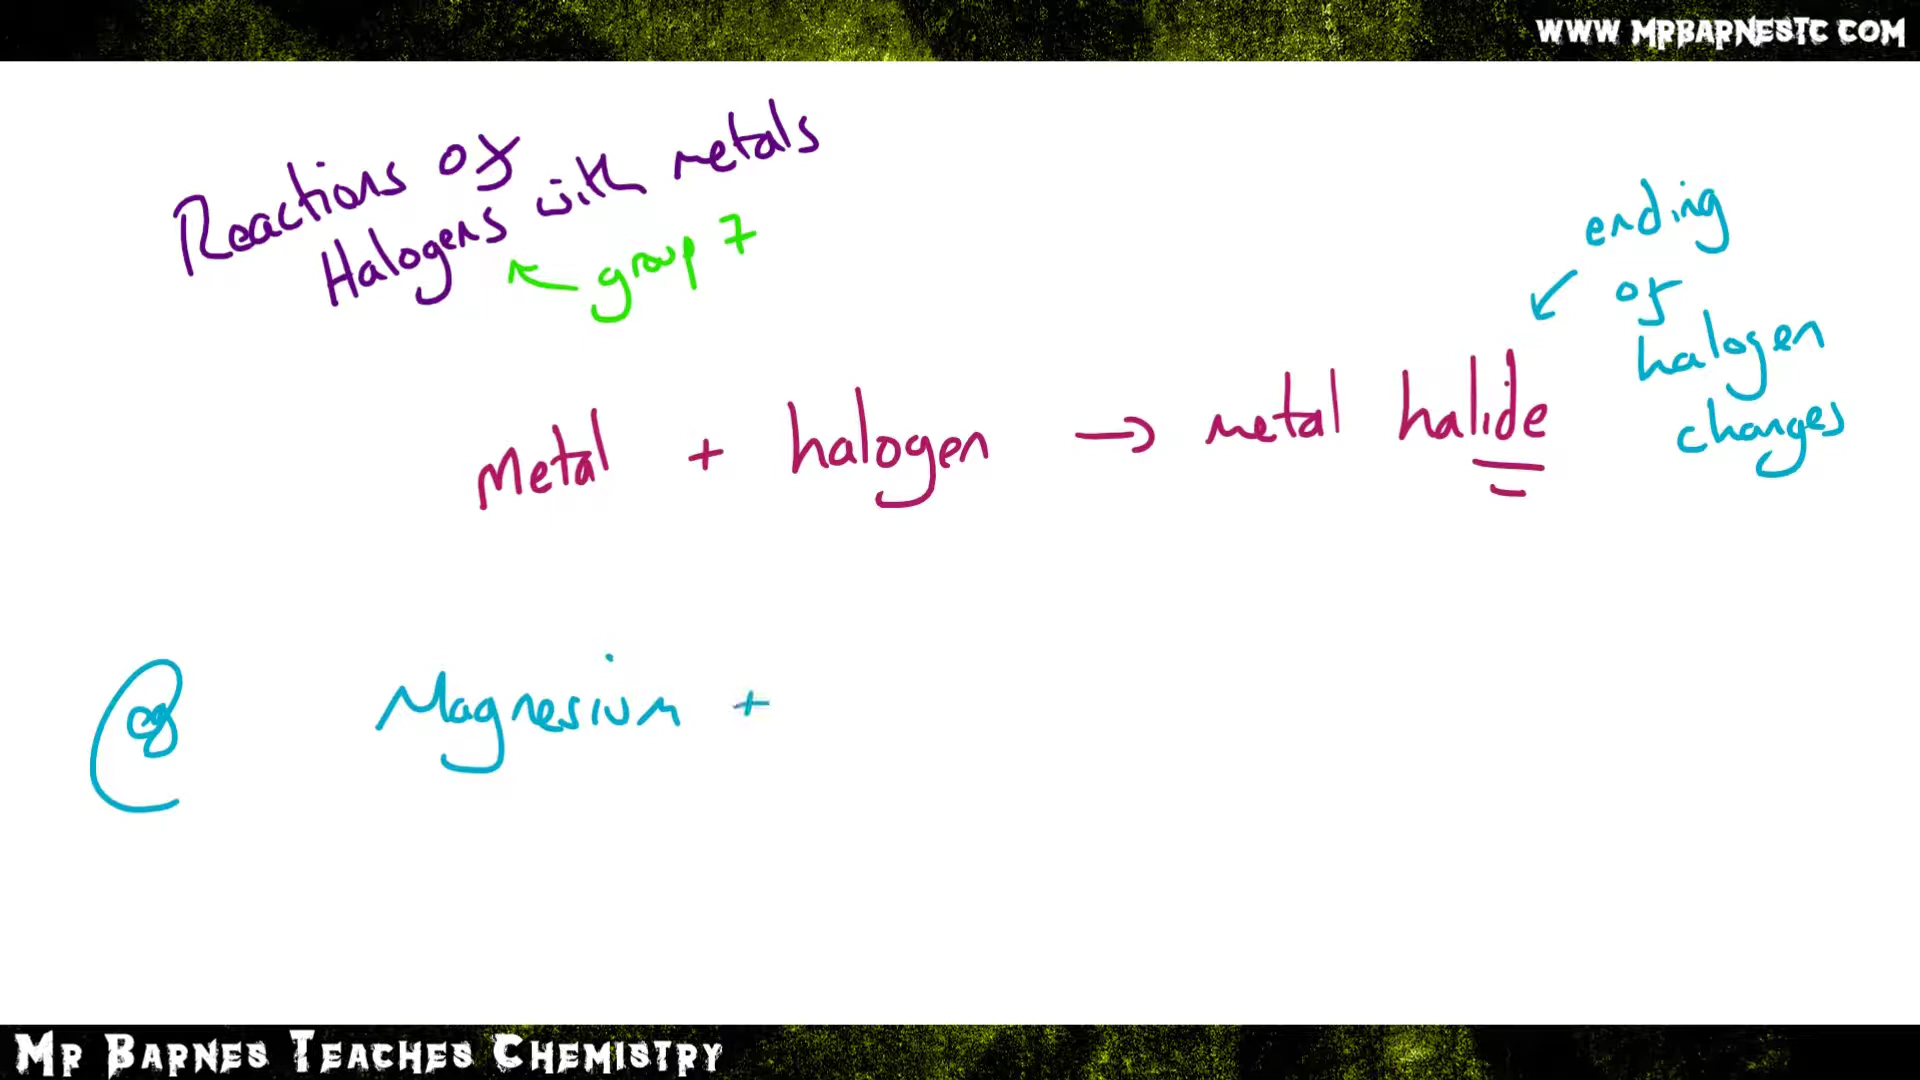 WWW MRBARNESTC COM
Reactions of
Halogens with metals
group 7
ending
of
halogen
changes
Metal + halogen → metal halide
eg
Magnesium +
MR BARNES TEACHES CHEMISTRY